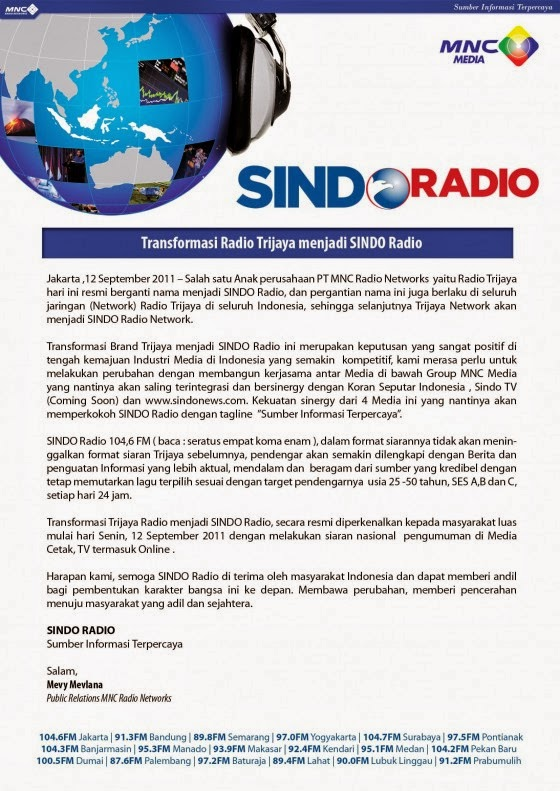 MNC
Sumber Informasi Terpercaya
MNC
MEDIA
SINDO RADIO
Transformasi Radio Trijaya menjadi SINDO Radio
Jakarta ,12 September 2011 – Salah satu Anak perusahaan PT MNC Radio Networks yaitu Radio Trijaya
hari ini resmi berganti nama menjadi SINDO Radio, dan pergantian nama ini juga berlaku di seluruh
jaringan (Network) Radio Trijaya di seluruh Indonesia, sehingga selanjutnya Trijaya Network akan
menjadi SINDO Radio Network.
Transformasi Brand Trijaya menjadi SINDO Radio ini merupakan keputusan yang sangat positif di
tengah kemajuan Industri Media di Indonesia yang semakin kompetitif, kami merasa perlu untuk
melakukan perubahan dengan membangun kerjasama antar Media di bawah Group MNC Media
yang nantinya akan saling terintegrasi dan bersinergy dengan Koran Seputar Indonesia , Sindo TV
(Coming Soon) dan www.sindonews.com. Kekuatan sinergy dari 4 Media ini yang nantinya akan
memperkokoh SINDO Radio dengan tagline "Sumber Informasi Terpercaya".
SINDO Radio 104,6 FM ( baca : seratus empat koma enam ), dalam format siarannya tidak akan menin-
ggalkan format siaran Trijaya sebelumnya, pendengar akan semakin dilengkapi dengan Berita dan
penguatan Informasi yang lebih aktual, mendalam dan beragam dari sumber yang kredibel dengan
tetap memutarkan lagu terpilih sesuai dengan target pendengarnya usia 25 -50 tahun, SES A,B dan C,
setiap hari 24 jam.
Transformasi Trijaya Radio menjadi SINDO Radio, secara resmi diperkenalkan kepada masyarakat luas
mulai hari Senin, 12 September 2011 dengan melakukan siaran nasional pengumuman di Media
Cetak, TV termasuk Online .
Harapan kami, semoga SINDO Radio di terima oleh masyarakat Indonesia dan dapat memberi andil
bagi pembentukan karakter bangsa ini ke depan. Membawa perubahan, memberi pencerahan
menuju masyarakat yang adil dan sejahtera.
SINDO RADIO
Sumber Informasi Terpercaya
Salam,
Mevy Mevlana
Public Relations MNC Radio Networks
104.6FM Jakarta | 91.3FM Bandung | 89.8FM Semarang | 97.0FM Yogyakarta | 104.7FM Surabaya | 97.5FM Pontianak
104.3FM Banjarmasin | 95.3FM Manado | 93.9FM Makasar | 92.4FM Kendari | 95.1FM Medan | 104.2FM Pekan Baru
100.5FM Dumai | 87.6FM Palembang | 97.2FM Baturaja | 89.4FM Lahat | 90.0FM Lubuk Linggau | 91.2FM Prabumulih